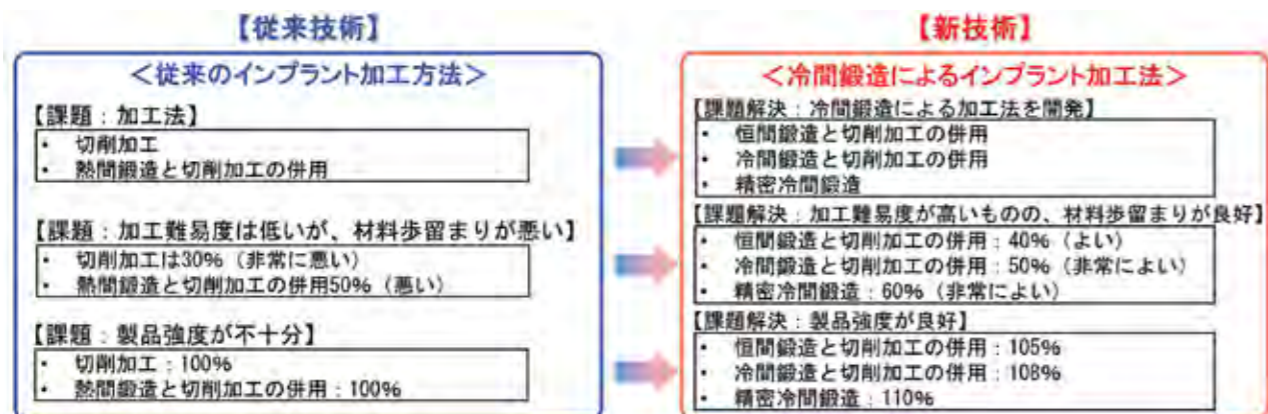 【従来技術】
<従来のインプラント加工方法>
【課題:加工法】
・ 切削加工
・ 熱間鍛造と切削加工の併用
【課題:加工難易度は低いが、材料歩留まりが悪い】
・ 切削加工は30%(非常に悪い)
・ 熱間鍛造と切削加工の併用50%(悪い)
【課題:製品強度が不十分】
・ 切削加工:100%
・ 熱間鍛造と切削加工の併用:100%
【新技術】
<冷間鍛造によるインプラント加工法>
【課題解決:冷間鍛造による加工法を開発】
・ 恒間鍛造と切削加工の併用
・ 冷間鍛造と切削加工の併用
・ 精密冷間鍛造
【課題解決:加工難易度が高いものの、材料歩留まりが良好】
・ 恒間鍛造と切削加工の併用:40%(よい)
・ 冷間鍛造と切削加工の併用:50%(非常によい)
・ 精密冷間鍛造:60%(非常によい)
【課題解決:製品強度が良好】
・ 恒間鍛造と切削加工の併用:105%
・ 冷間鍛造と切削加工の併用:108%
・ 精密冷間鍛造:110%